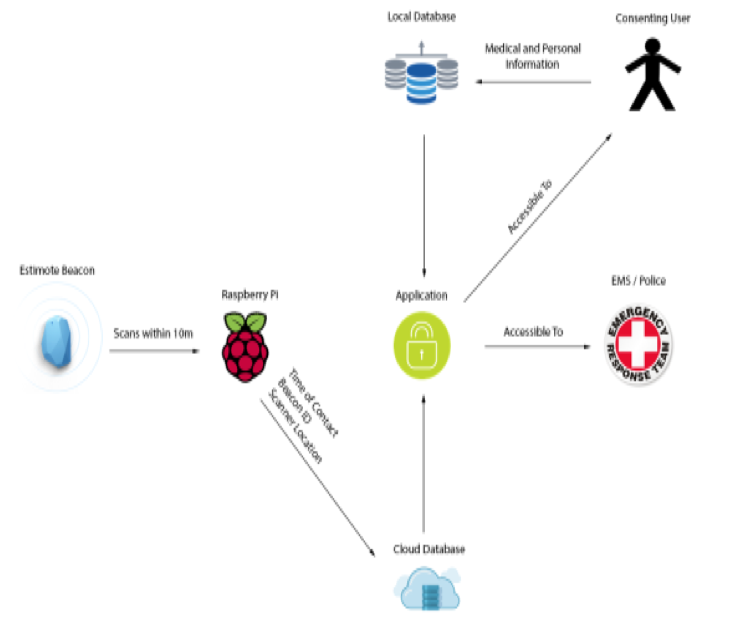 Local Database
Consenting User
Medical and Personal
Information
Accessible To
Estimote Beacon
Raspberry Pi
Application
EMS / Police
Scans within 10m
Accessible To
EMERGENCY
RESPONSE TEAM
Time of Contact
Beacon ID
Scanner Location
Cloud Database